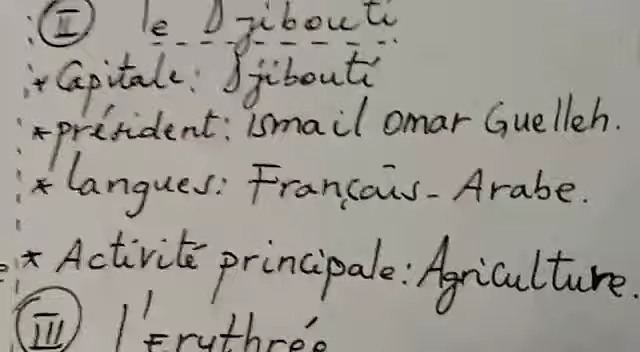 II le Djibouti
* Capitale: Djibouti
* président: Ismail Omar Guelleh.
* langues: Français - Arabe.
* Activité principale: Agriculture.
III l'Erythrée